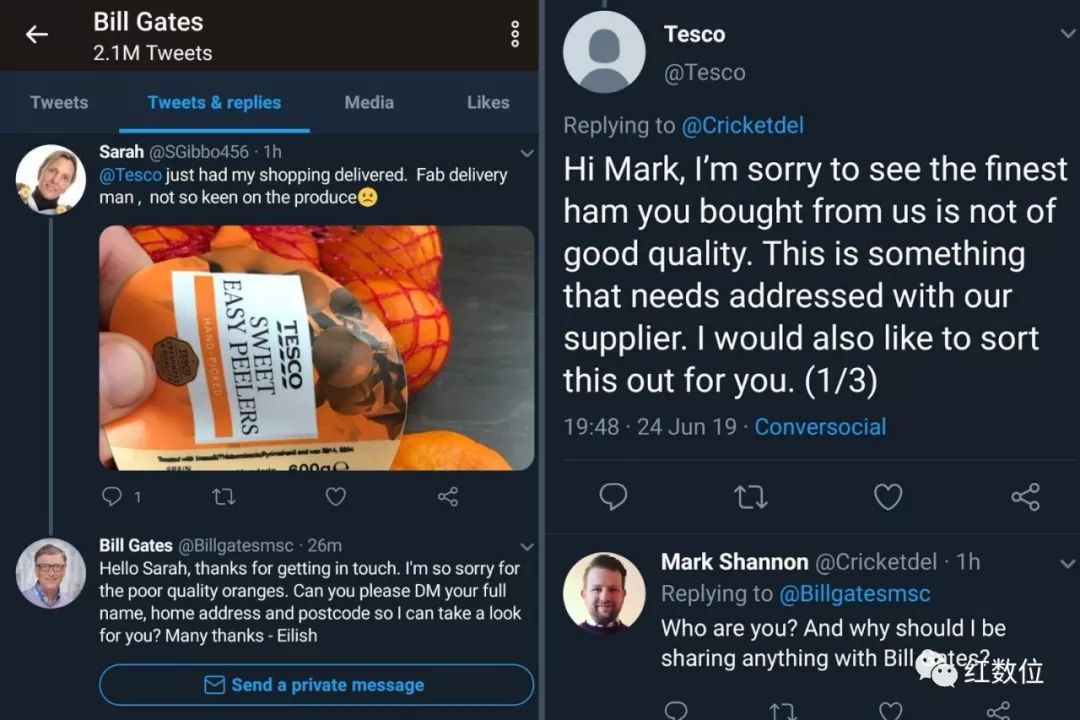 Bill Gates
2.1M Tweets
Tweets
Tweets & replies
Media
Likes
Sarah @SGibbo456 · 1h
@Tesco just had my shopping delivered. Fab delivery
man , not so keen on the produce☹️
TESCO
SWEET
EASY PEELERS
HAND-PICKED
600g
1
Bill Gates @Billgatesmsc · 26m
Hello Sarah, thanks for getting in touch. I'm so sorry for
the poor quality oranges. Can you please DM your full
name, home address and postcode so I can take a look
for you? Many thanks - Eilish
Send a private message
Tesco
@Tesco
Replying to @Cricketdel
Hi Mark, I’m sorry to see the finest
ham you bought from us is not of
good quality. This is something
that needs addressed with our
supplier. I would also like to sort
this out for you. (1/3)
19:48 · 24 Jun 19 · Conversocial
Mark Shannon @Cricketdel · 1h
Replying to @Billgatesmsc
Who are you? And why should I be
sharing anything with Bill Gates?
红数位